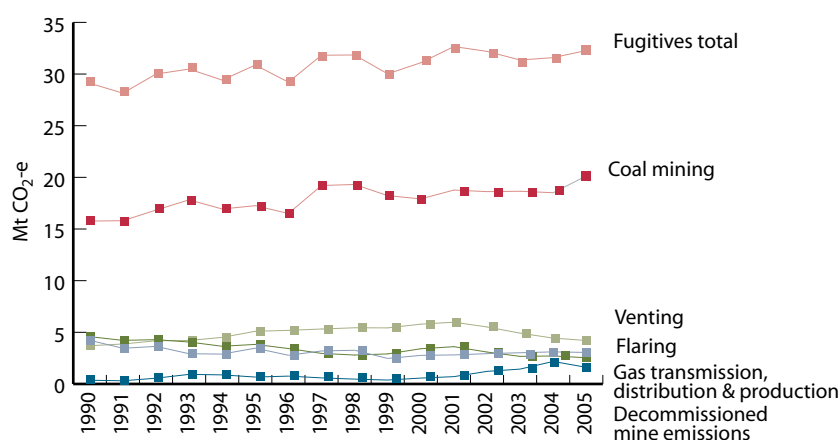 35
30
25
20
15
10
5
0
Mt CO₂-e
1990
1991
1992
1993
1994
1995
1996
1997
1998
1999
2000
2001
2002
2003
2004
2005
Fugitives total
Coal mining
Venting
Flaring
Gas transmission,
distribution & production
Decommissioned
mine emissions